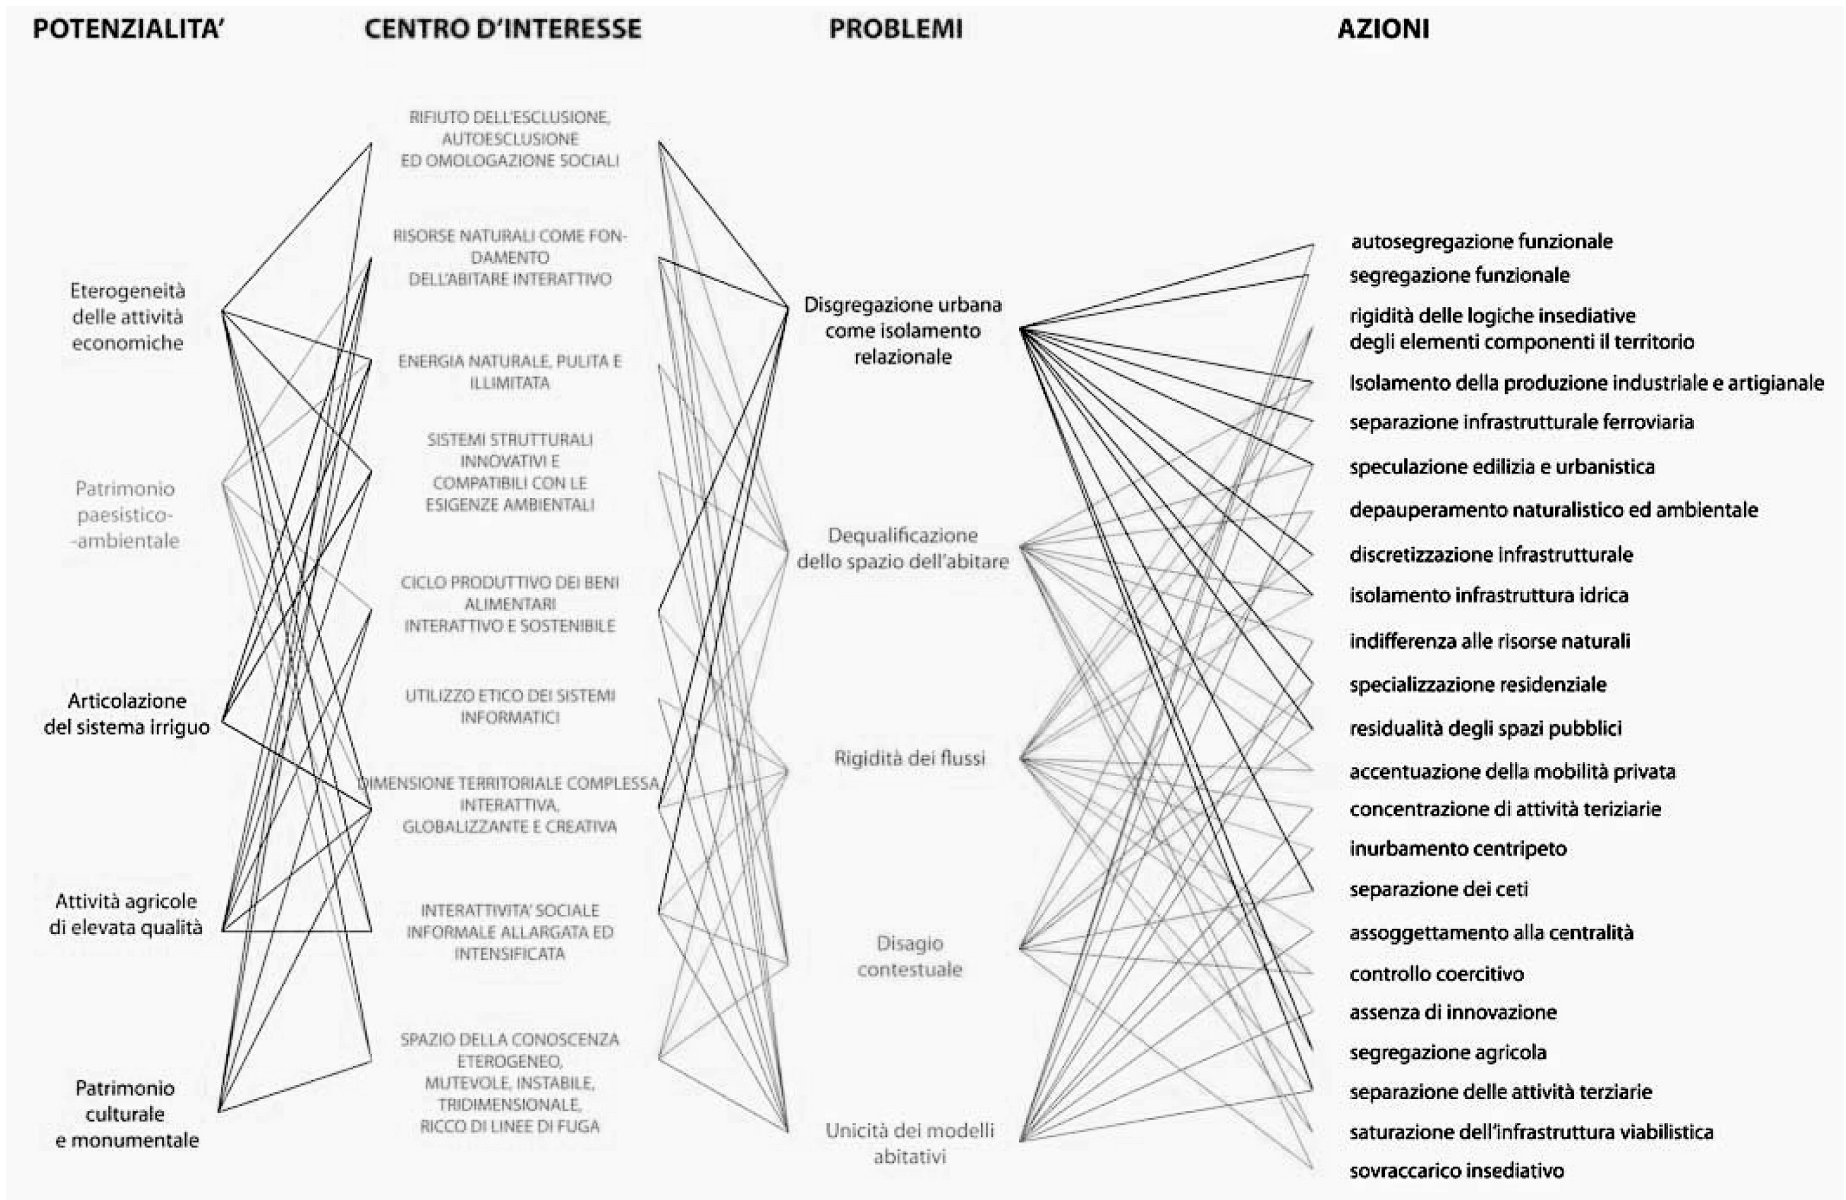 POTENZIALITA’
CENTRO D’INTERESSE
PROBLEMI
AZIONI
Eterogeneità
delle attività
economiche
Patrimonio
paesistico-
-ambientale
Articolazione
del sistema irriguo
Attività agricole
di elevata qualità
Patrimonio
culturale
e monumentale
RIFIUTO DELL’ESCLUSIONE,
AUTOESCLUSIONE
ED OMOLOGAZIONE SOCIALI
RISORSE NATURALI COME FON-
DAMENTO
DELL’ABITARE INTERATTIVO
ENERGIA NATURALE, PULITA E
ILLIMITATA
SISTEMI STRUTTURALI
INNOVATIVI E
COMPATIBILI CON LE
ESIGENZE AMBIENTALI
CICLO PRODUTTIVO DEI BENI
ALIMENTARI
INTERATTIVO E SOSTENIBILE
UTILIZZO ETICO DEI SISTEMI
INFORMATICI
DIMENSIONE TERRITORIALE COMPLESSA,
INTERATTIVA,
GLOBALIZZANTE E CREATIVA
INTERATTIVITA’ SOCIALE
INFORMALE ALLARGATA ED
INTENSIFICATA
SPAZIO DELLA CONOSCENZA
ETEROGENEO,
MUTEVOLE, INSTABILE,
TRIDIMENSIONALE,
RICCO DI LINEE DI FUGA
Disgregazione urbana
come isolamento
relazionale
Dequalificazione
dello spazio dell’abitare
Rigidità dei flussi
Disagio
contestuale
Unicità dei modelli
abitativi
autosegregazione funzionale
segregazione funzionale
rigidità delle logiche insediative
degli elementi componenti il territorio
Isolamento della produzione industriale e artigianale
separazione infrastrutturale ferroviaria
speculazione edilizia e urbanistica
depauperamento naturalistico ed ambientale
discretizzazione infrastrutturale
isolamento infrastruttura idrica
indifferenza alle risorse naturali
specializzazione residenziale
residualità degli spazi pubblici
accentuazione della mobilità privata
concentrazione di attività teriziarie
inurbamento centripeto
separazione dei ceti
assoggettamento alla centralità
controllo coercitivo
assenza di innovazione
segregazione agricola
separazione delle attività terziarie
saturazione dell’infrastruttura viabilistica
sovraccarico insediativo